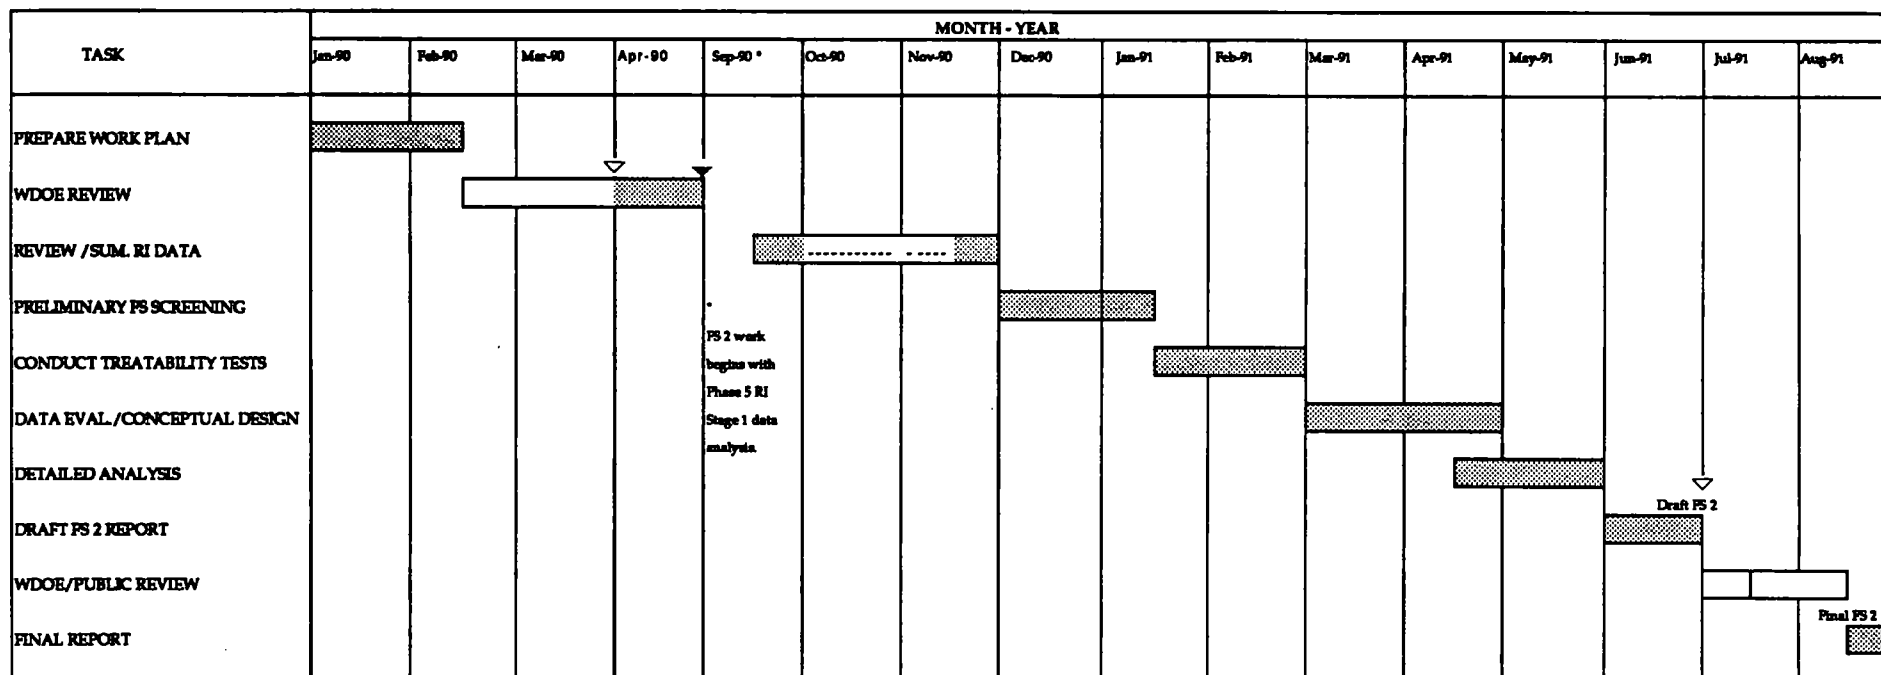 MONTH - YEAR
TASK
Jan-90 Feb-90 Mar-90 Apr-90 Sep-90 * Oct-90 Nov-90 Dec-90 Jan-91 Feb-91 Mar-91 Apr-91 May-91 Jun-91 Jul-91 Aug-91
PREPARE WORK PLAN
WDOE REVIEW
REVIEW / SUM. RI DATA
PRELIMINARY FS SCREENING
*
FS 2 work
begins with
Phase 5 RI
Stage 1 data
analysis.
CONDUCT TREATABILITY TESTS
DATA EVAL./CONCEPTUAL DESIGN
DETAILED ANALYSIS
Draft FS 2
DRAFT FS 2 REPORT
WDOE/PUBLIC REVIEW
Final FS 2
FINAL REPORT